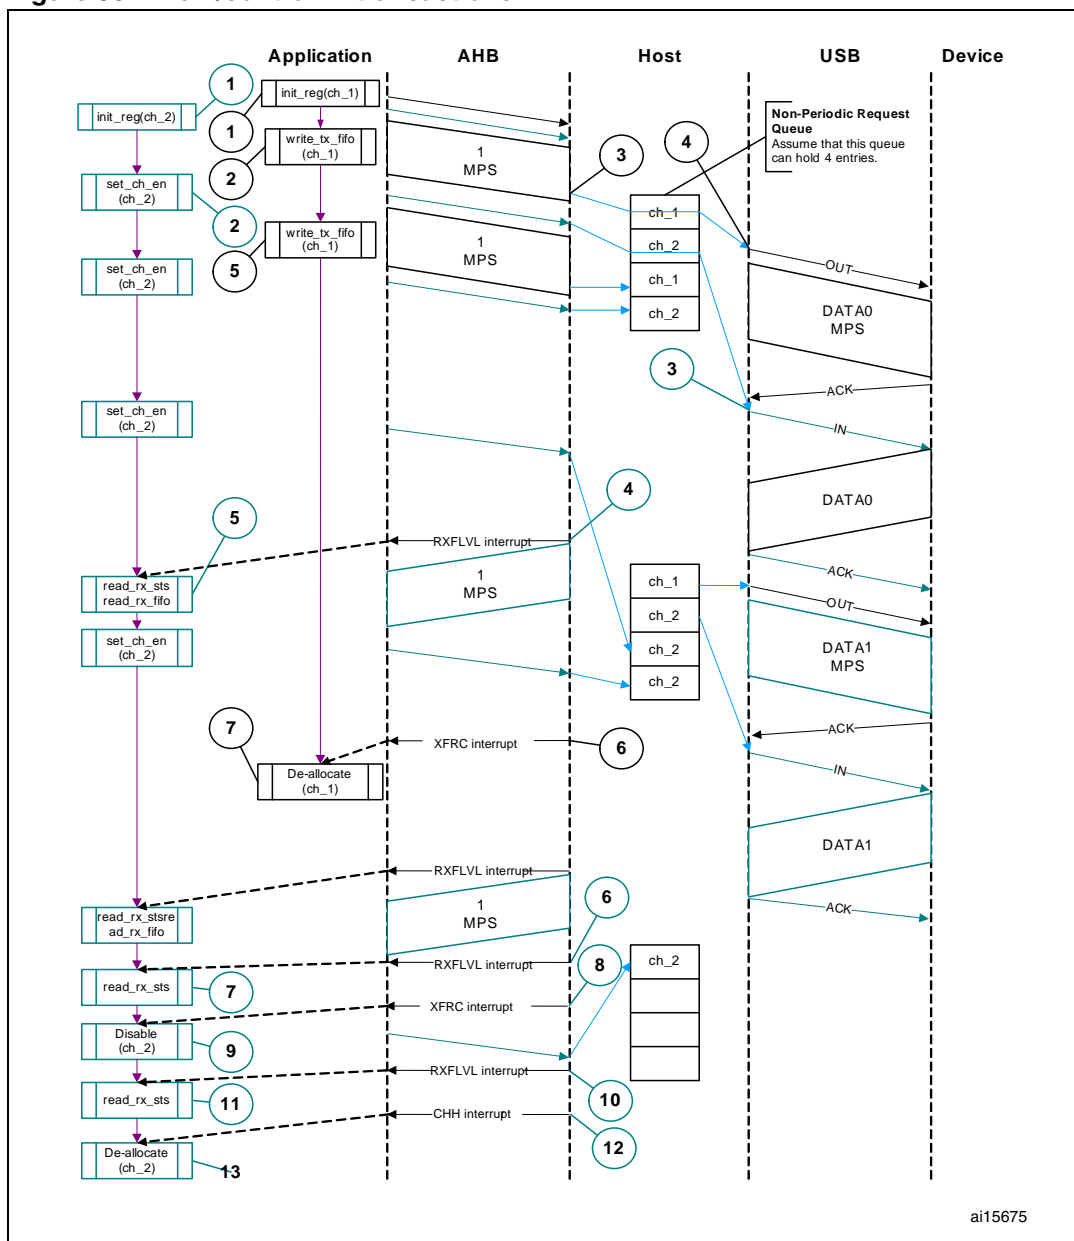 Application
AHB
Host
USB
Device
1
init_reg(ch_1)
init_reg(ch_2)
1
Non-Periodic Request
Queue
Assume that this queue
can hold 4 entries.
write_tx_fifo
(ch_1)
1
MPS
3
4
2
set_ch_en
(ch_2)
2
ch_1
write_tx_fifo
(ch_1)
1
MPS
ch_2
5
OUT
set_ch_en
(ch_2)
ch_1
ch_2
DATA0
MPS
3
ACK
set_ch_en
(ch_2)
IN
4
DATA0
5
RXFLVL interrupt
read_rx_sts
read_rx_fifo
1
MPS
ch_1
ACK
OUT
ch_2
set_ch_en
(ch_2)
ch_2
DATA1
MPS
ch_2
7
XFRC interrupt
6
ACK
De-allocate
(ch_1)
IN
DATA1
RXFLVL interrupt
6
read_rx_stsre
ad_rx_fifo
1
MPS
ACK
RXFLVL interrupt
8
ch_2
read_rx_sts
7
XFRC interrupt
Disable
(ch_2)
9
RXFLVL interrupt
read_rx_sts
11
10
CHH interrupt
12
De-allocate
(ch_2)
13
ai15675